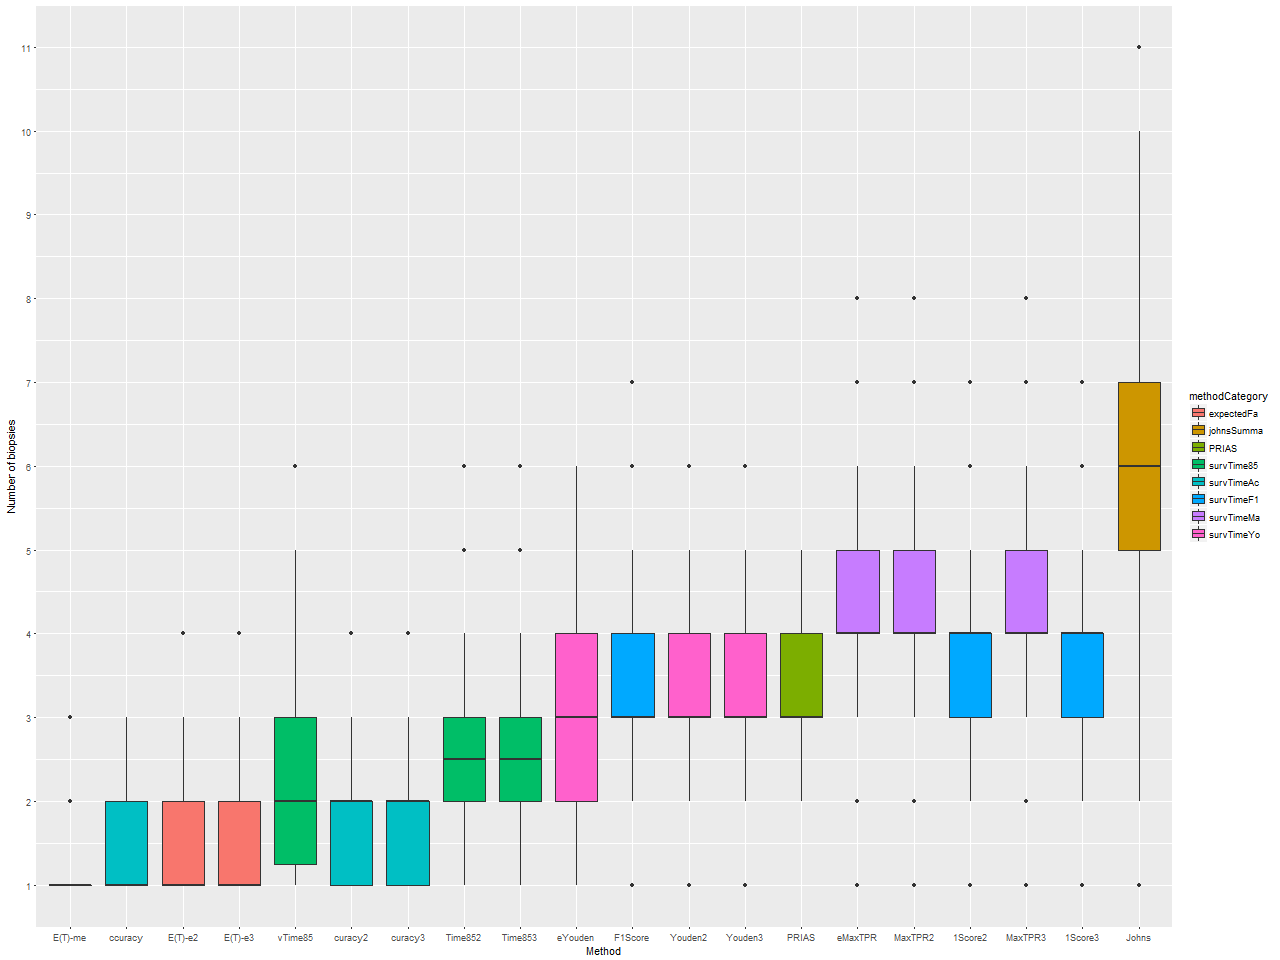 Number of biopsies
11
10
9
8
7
6
5
4
3
2
1
E(T)-me ccuracy E(T)-e2 E(T)-e3 vTime85 curacy2 curacy3 Time852 Time853 eYouden F1Score Youden2 Youden3 PRIAS eMaxTPR MaxTPR2 1Score2 MaxTPR3 1Score3 Johns
Method
methodCategory
expectedFa
johnsSumma
PRIAS
survTime85
survTimeAc
survTimeF1
survTimeMa
survTimeYo